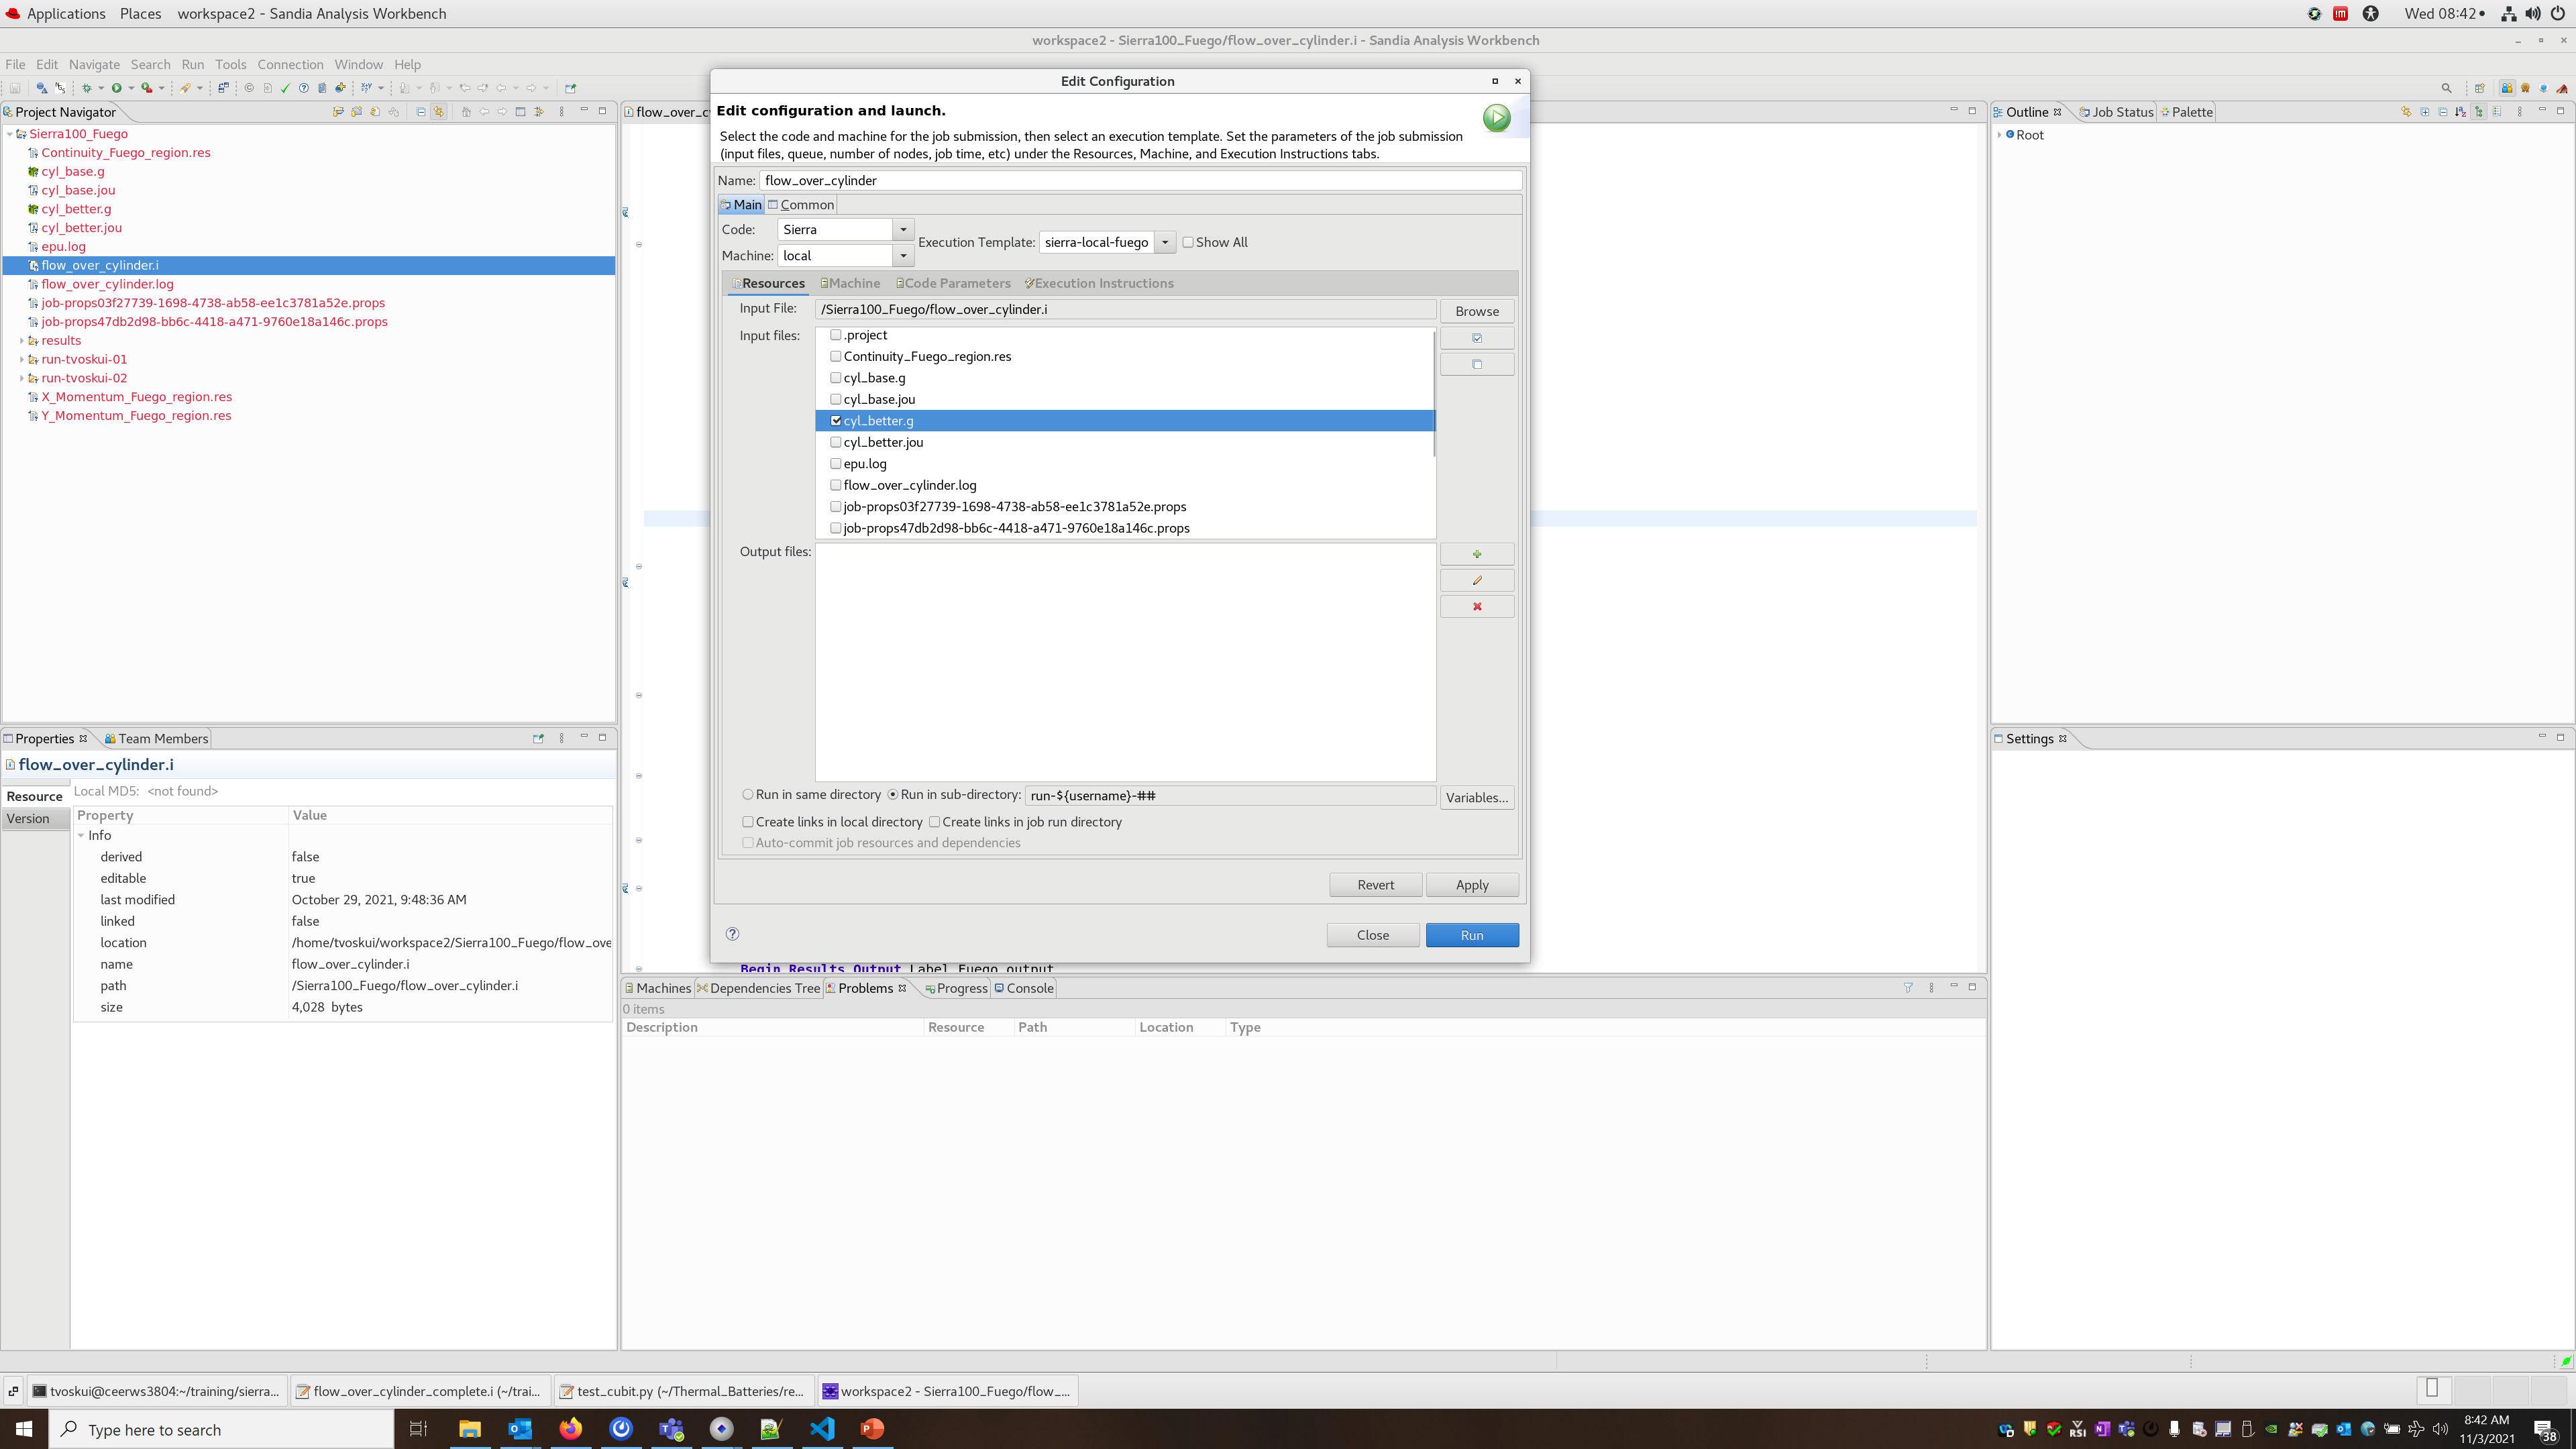 Applications Places workspace2 - Sandia Analysis Workbench Wed 08:42
workspace2 - Sierra100_Fuego/flow_over_cylinder.i - Sandia Analysis Workbench
File Edit Navigate Search Run Tools Connection Window Help
Project Navigator
Sierra100_Fuego
Continuity_Fuego_region.res
cyl_base.g
cyl_base.jou
cyl_better.g
cyl_better.jou
epu.log
flow_over_cylinder.i
flow_over_cylinder.log
job-props03f27739-1698-4738-ab58-ee1c3781a52e.props
job-props47db2d98-bb6c-4418-a471-9760e18a146c.props
results
run-tvoskui-01
run-tvoskui-02
X_Momentum_Fuego_region.res
Y_Momentum_Fuego_region.res
Properties Team Members
flow_over_cylinder.i
Resource
Version
Local MD5: <not found>
Property Value
Info
derived false
editable true
last modified October 29, 2021, 9:48:36 AM
linked false
location /home/tvoskui/workspace2/Sierra100_Fuego/flow_ove
name flow_over_cylinder.i
path /Sierra100_Fuego/flow_over_cylinder.i
size 4,028 bytes
flow_over_c
Edit Configuration
Edit configuration and launch.
Select the code and machine for the job submission, then select an execution template. Set the parameters of the job submission
(input files, queue, number of nodes, job time, etc) under the Resources, Machine, and Execution Instructions tabs.
Name: flow_over_cylinder
Main Common
Code: Sierra
Machine: local
Execution Template: sierra-local-fuego Show All
Resources Machine Code Parameters Execution Instructions
Input File: /Sierra100_Fuego/flow_over_cylinder.i Browse
Input files:
.project
Continuity_Fuego_region.res
cyl_base.g
cyl_base.jou
cyl_better.g
cyl_better.jou
epu.log
flow_over_cylinder.log
job-props03f27739-1698-4738-ab58-ee1c3781a52e.props
job-props47db2d98-bb6c-4418-a471-9760e18a146c.props
Output files:
Run in same directory Run in sub-directory: run-${username}-## Variables...
Create links in local directory Create links in job run directory
Auto-commit job resources and dependencies
Revert Apply
Close Run
Begin Results Output Label Fuego output
Machines Dependencies Tree Problems Progress Console
0 items
Description Resource Path Location Type
Outline Job Status Palette
Root
Settings
tvoskui@ceerws3804:~/training/sierra...
flow_over_cylinder_complete.i (~/trai...
test_cubit.py (~/Thermal_Batteries/re...
workspace2 - Sierra100_Fuego/flow_...
Type here to search
RSI
8:42 AM
11/3/2021
38